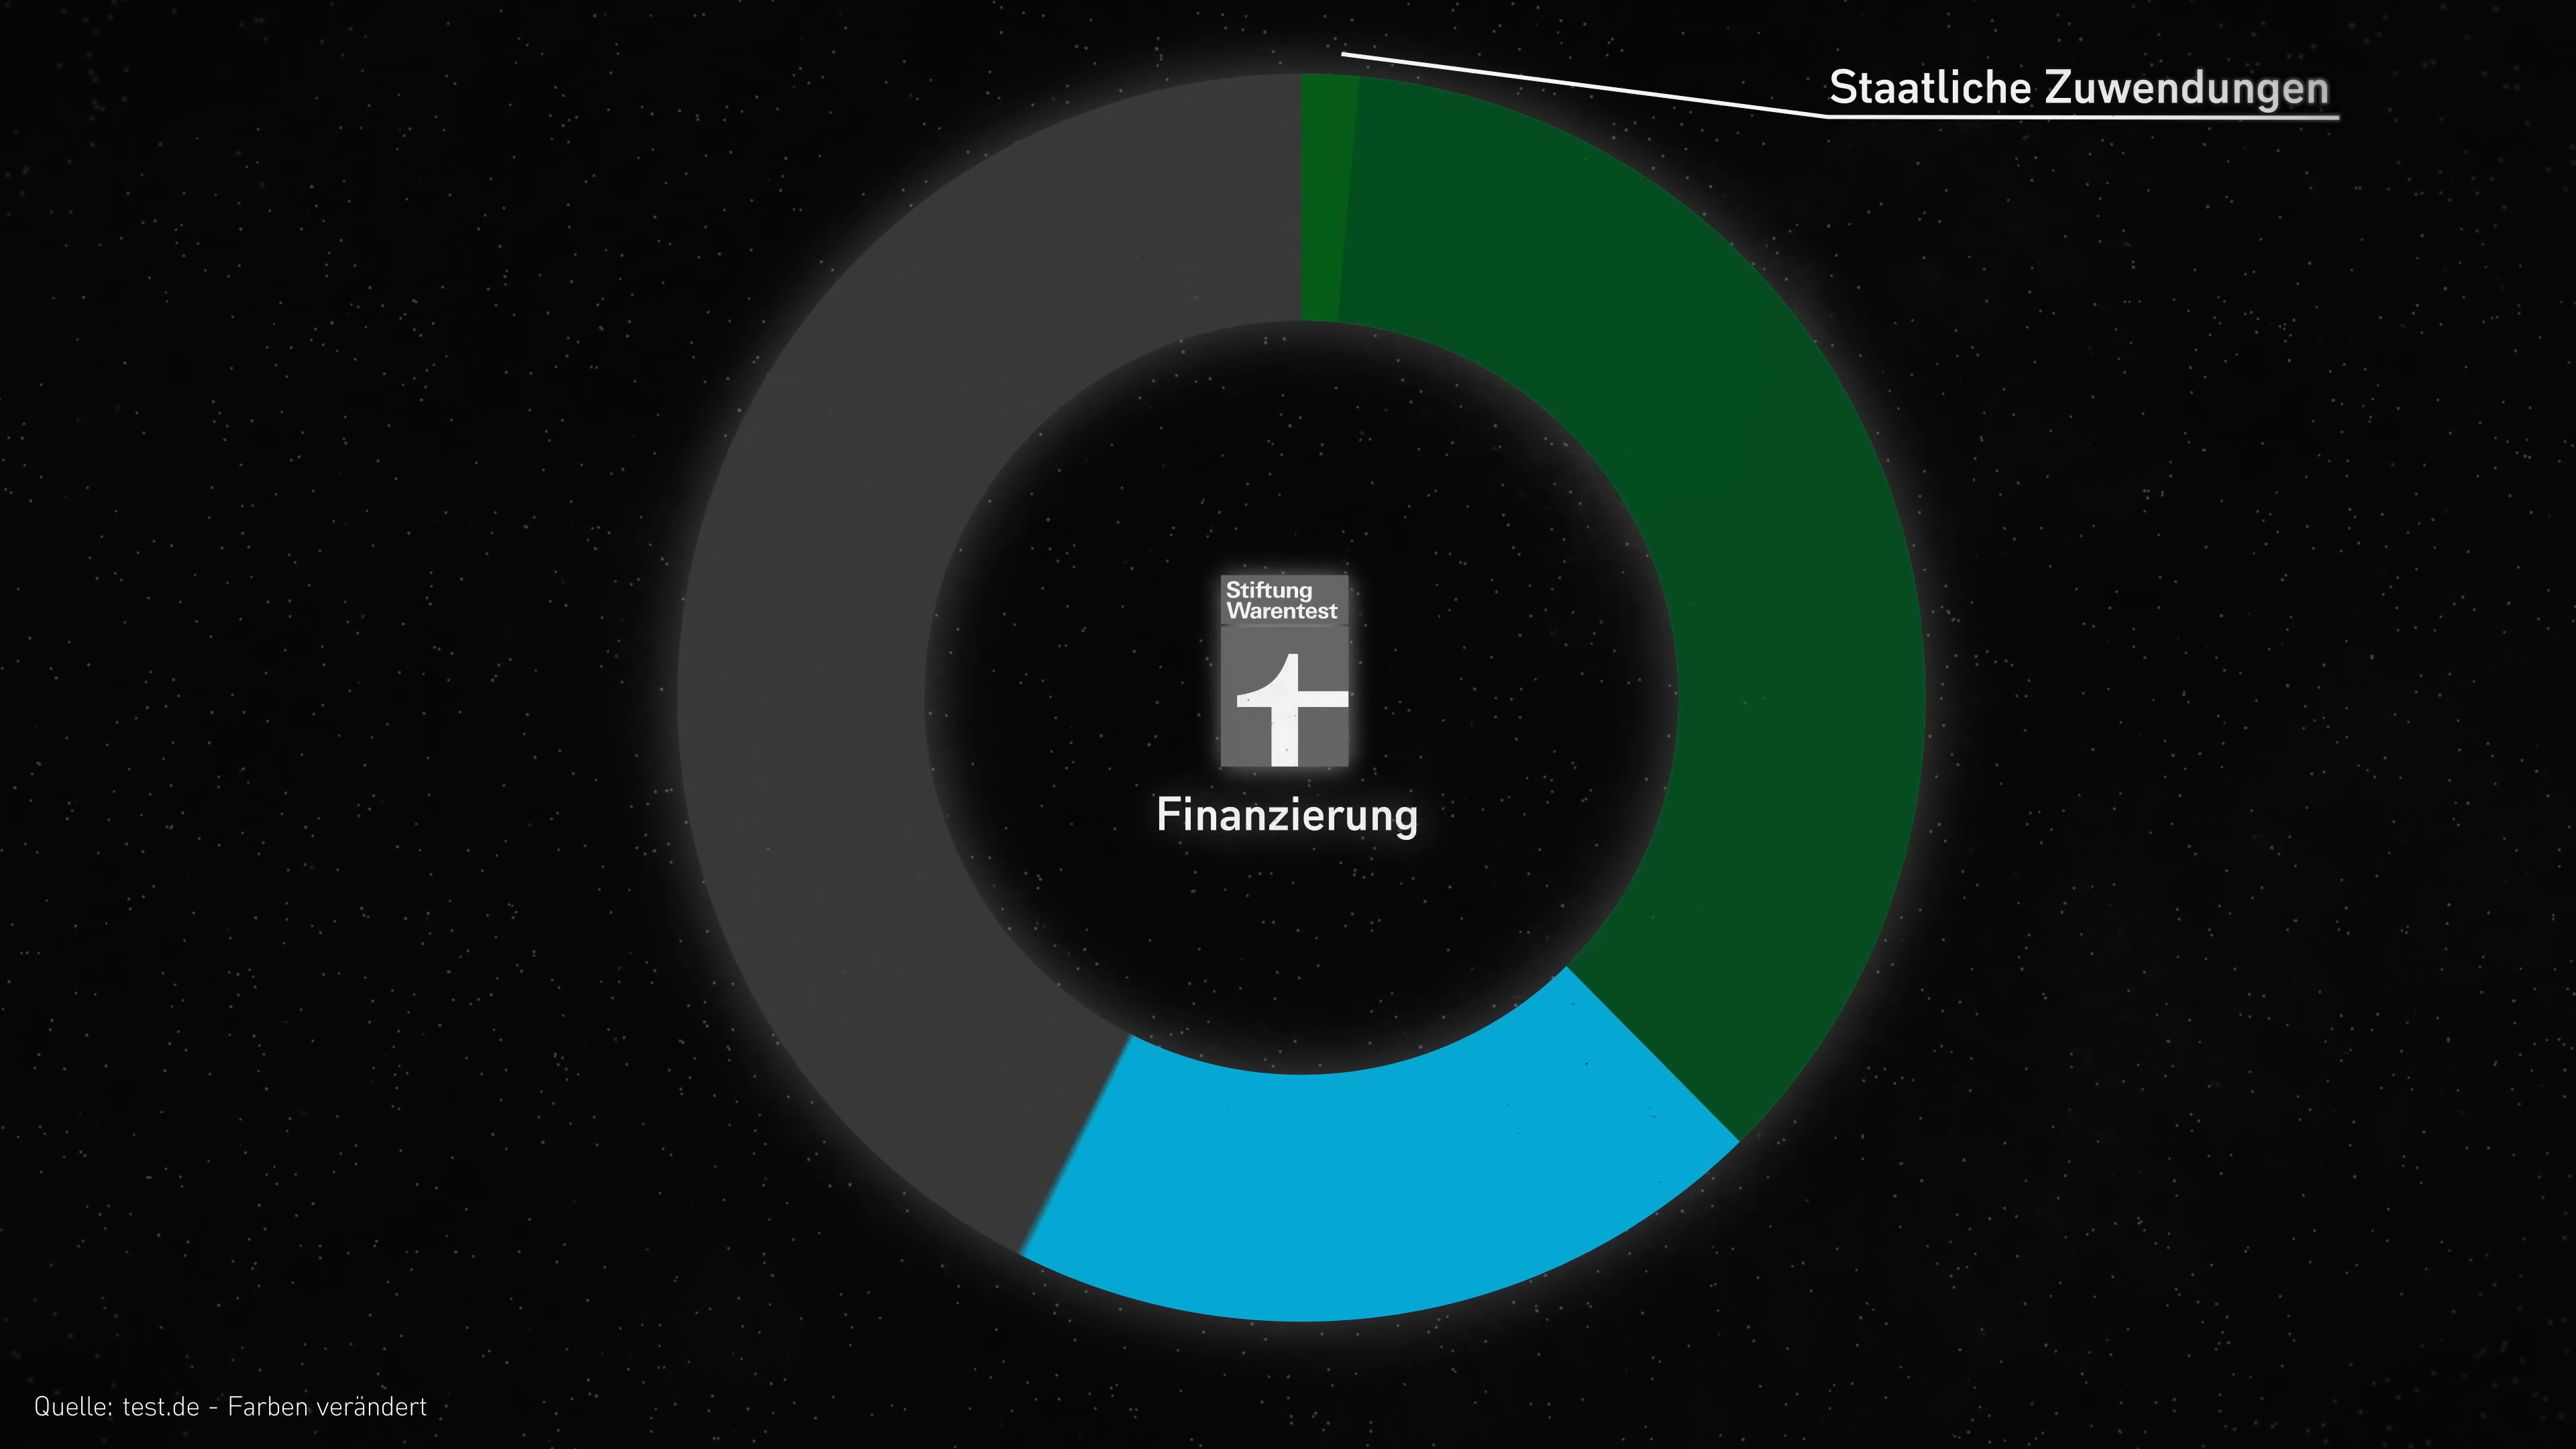 Staatliche Zuwendungen
Stiftung
Warentest
Finanzierung
Quelle: test.de - Farben verändert